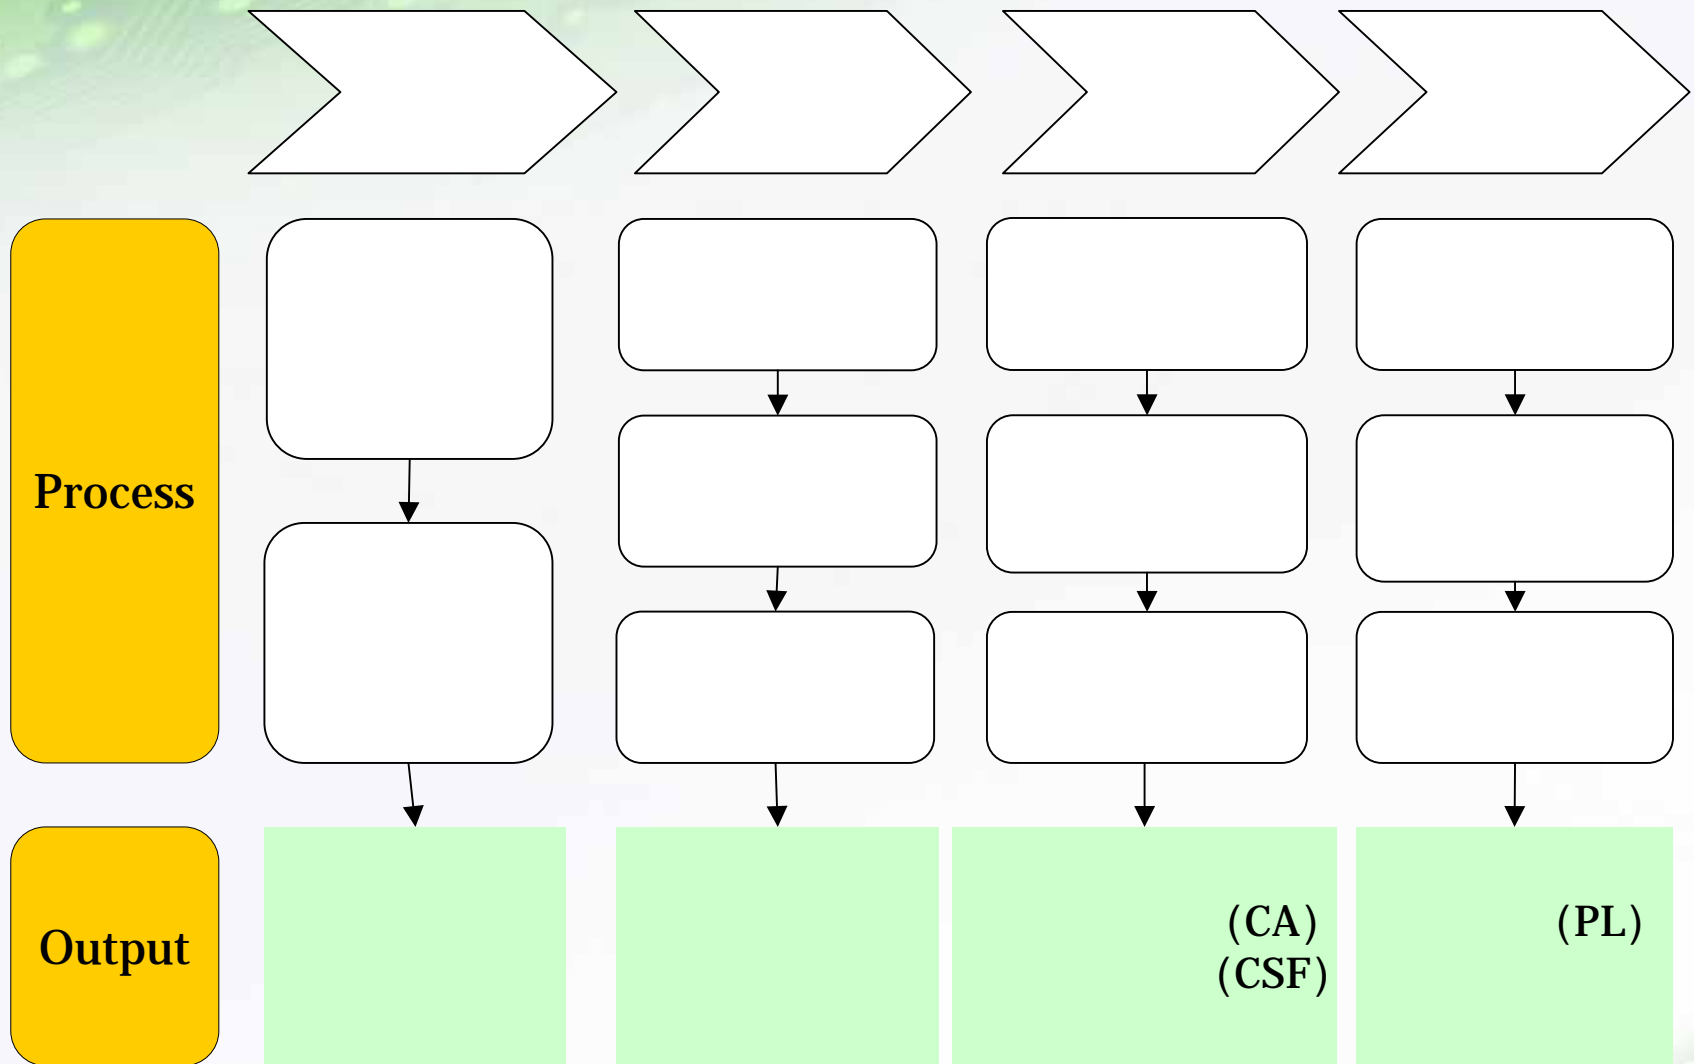 Process
Output
(CA)
(CSF)
(PL)